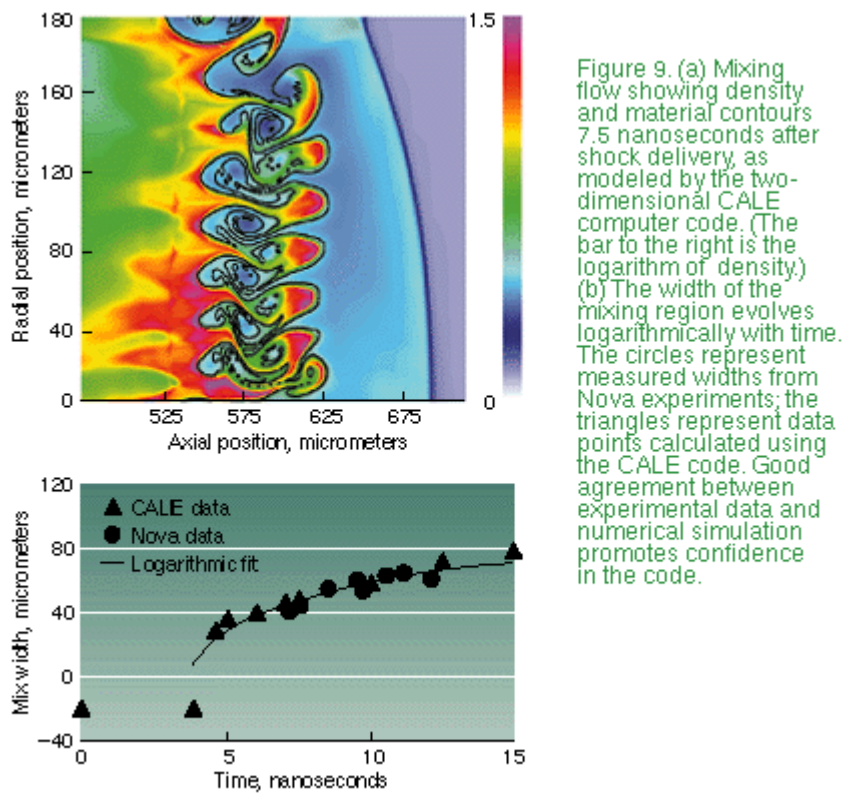 180
160
120
80
40
0
Radial position, micrometers
525
575
625
675
Axial position, micrometers
1.5
0
Figure 9. (a) Mixing
flow showing density
and material contours
7.5 nanoseconds after
shock delivery, as
modeled by the two-
dimensional CALE
computer code. (The
bar to the right is the
logarithm of density.)
(b) The width of the
mixing region evolves
logarithmically with time.
The circles represent
measured widths from
Nova experiments; the
triangles represent data
points calculated using
the CALE code. Good
agreement between
experimental data and
numerical simulation
promotes confidence
in the code.
120
80
40
0
−40
Mix width, micrometers
CALE data
Nova data
Logarithmic fit
0
5
10
15
Time, nanoseconds